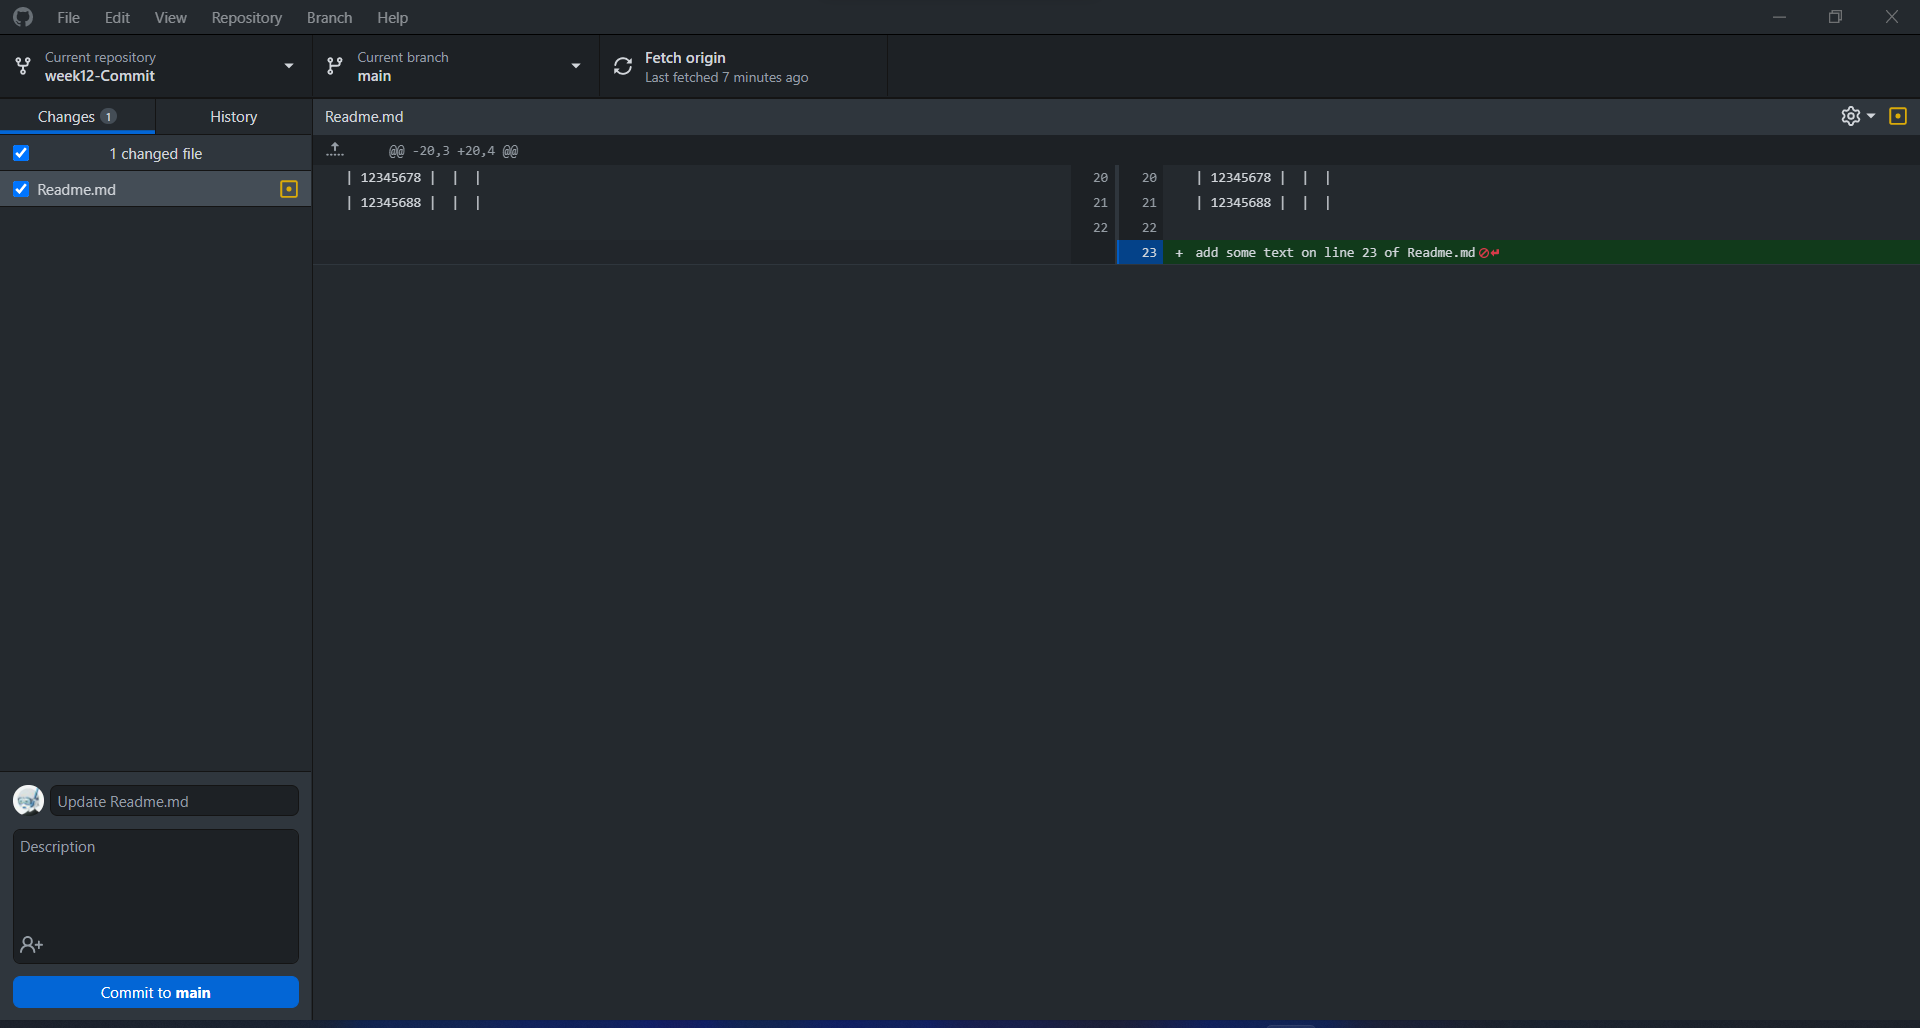 File Edit View Repository Branch Help
Current repository
week12-Commit
Current branch
main
Fetch origin
Last fetched 7 minutes ago
Changes 1
History
Readme.md
1 changed file
Readme.md
@@ -20,3 +20,4 @@
| 12345678 | | | 20 20 | 12345678 | | |
| 12345688 | | | 21 21 | 12345688 | | |
22 22
23 + add some text on line 23 of Readme.md
Update Readme.md
Description
Commit to main